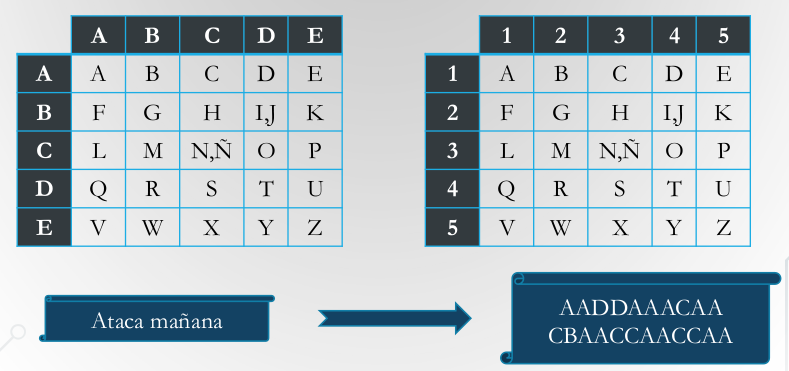 A B C D E
A A B C D E
B F G H I,J K
C L M N,Ñ O P
D Q R S T U
E V W X Y Z
1 2 3 4 5
1 A B C D E
2 F G H I,J K
3 L M N,Ñ O P
4 Q R S T U
5 V W X Y Z
Ataca mañana
AADDAAACAA
CBAACCAACCAA